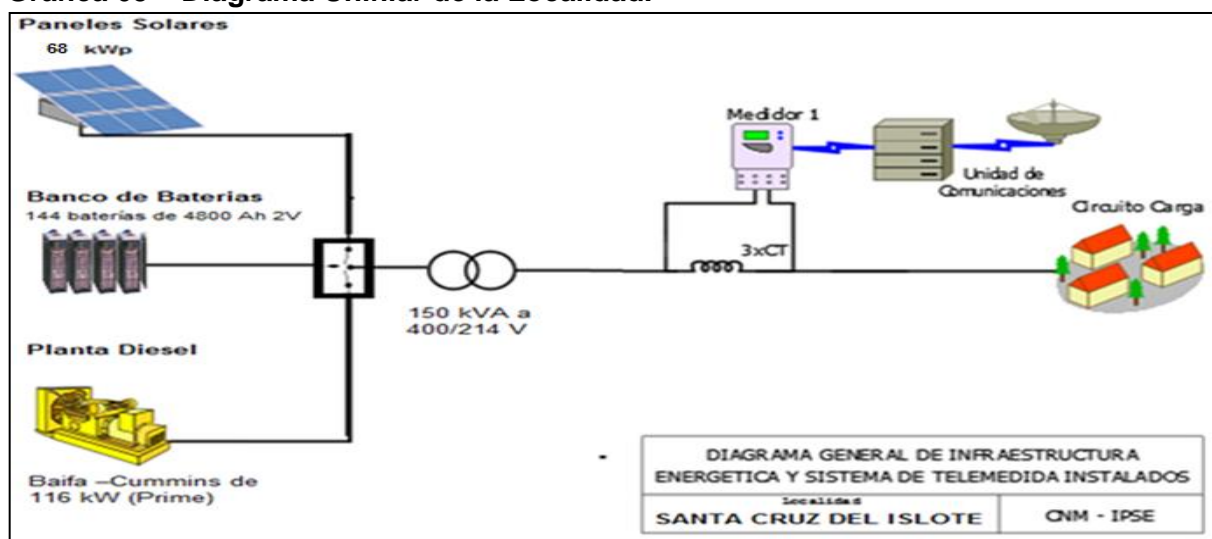 Paneles Solares
68 kWp
Banco de Baterias
144 baterías de 4800 Ah 2V
Planta Diesel
Baifa –Cummins de
116 kW (Prime)
150 kVA a
400/214 V
Medidor 1
3xCT
Unidad de
Comunicaciones
Circuito Carga
DIAGRAMA GENERAL DE INFRAESTRUCTURA
ENERGETICA Y SISTEMA DE TELEMEDIDA INSTALADOS
Localidad
SANTA CRUZ DEL ISLOTE
CNM - IPSE